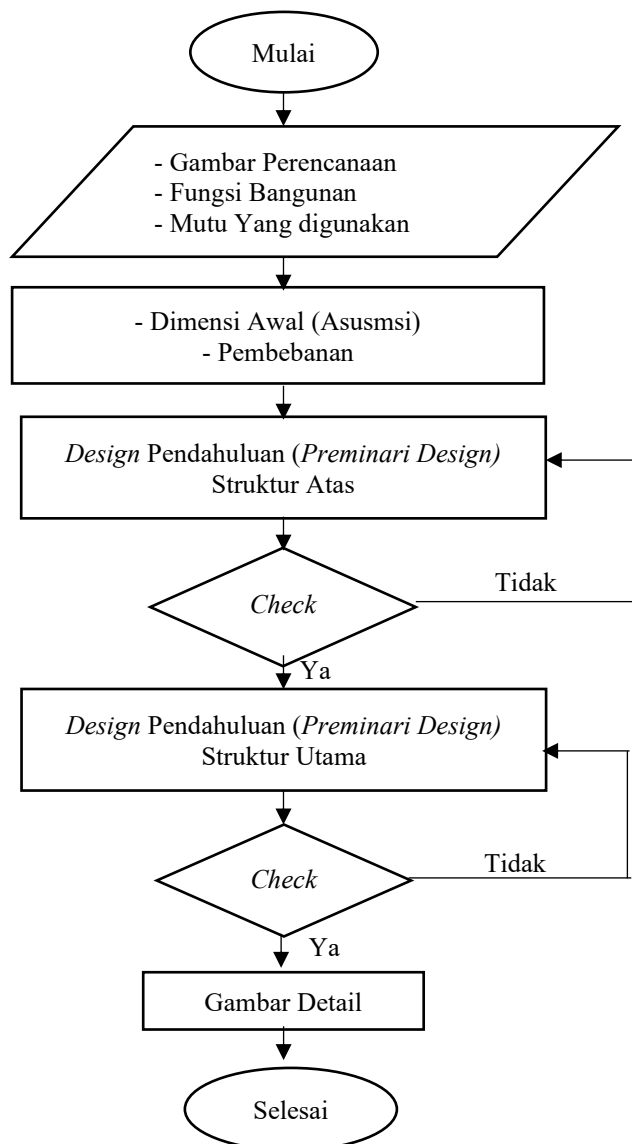 Mulai
- Gambar Perencanaan
- Fungsi Bangunan
- Mutu Yang digunakan
- Dimensi Awal (Asusmsi)
- Pembebanan
Design Pendahuluan (Preminari Design)
Struktur Atas
Check
Tidak
Ya
Design Pendahuluan (Preminari Design)
Struktur Utama
Check
Tidak
Ya
Gambar Detail
Selesai